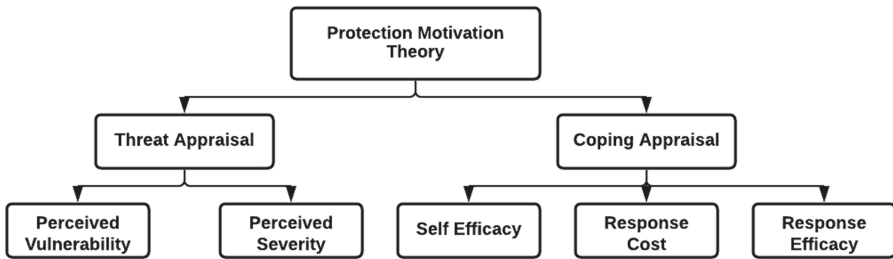 Protection Motivation
Theory
Threat Appraisal
Coping Appraisal
Perceived
Vulnerability
Perceived
Severity
Self Efficacy
Response
Cost
Response
Efficacy